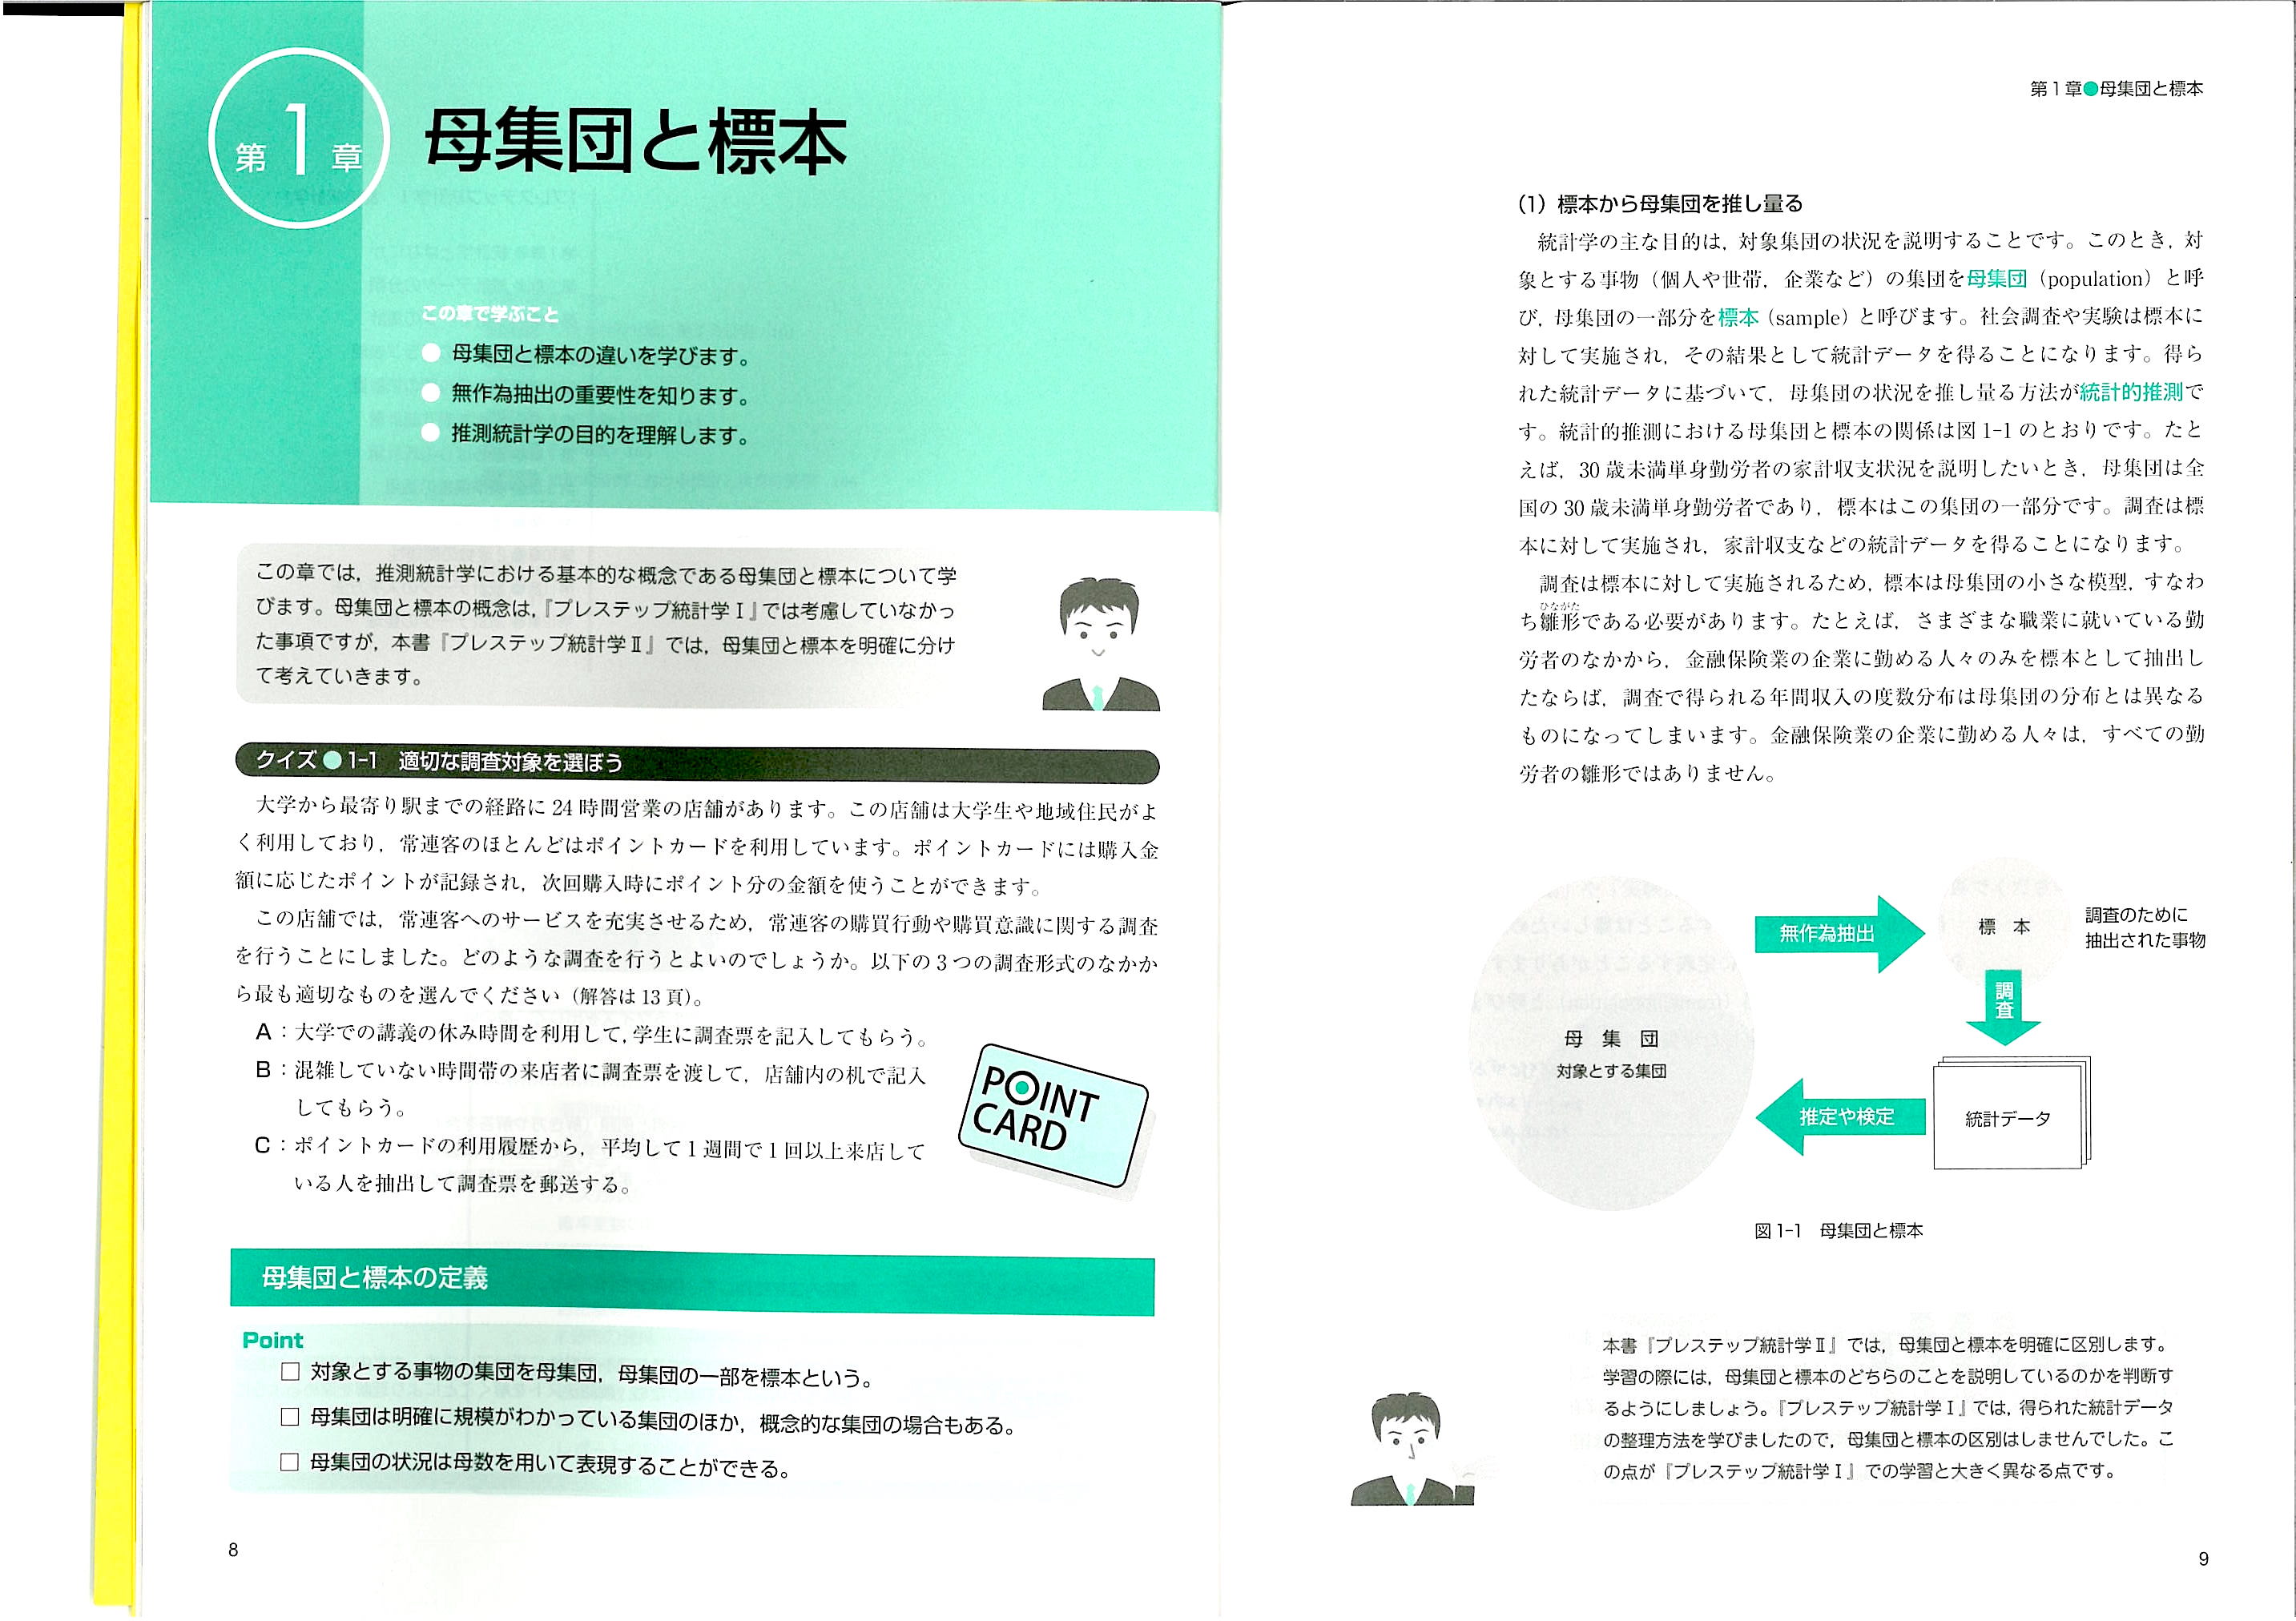 第1章
母集団と標本
この章で学ぶこと
母集団と標本の違いを学びます。
無作為抽出の重要性を知ります。
推測統計学の目的を理解します。
この章では，推測統計学における基本的な概念である母集団と標本について学
びます。母集団と標本の概念は，『プレステップ統計学Ⅰ』では考慮していなかっ
た事項ですが，本書『プレステップ統計学Ⅱ』では，母集団と標本を明確に分け
て考えていきます。
クイズ●1-1 適切な調査対象を選ぼう
大学から最寄り駅までの経路に24時間営業の店舗があります。この店舗は大学生や地域住民がよ
く利用しており，常連客のほとんどはポイントカードを利用しています。ポイントカードには購入金
額に応じたポイントが記録され，次回購入時にポイント分の金額を使うことができます。
この店舗では，常連客へのサービスを充実させるため，常連客の購買行動や購買意識に関する調査
を行うことにしました。どのような調査を行うとよいのでしょうか。以下の3つの調査形式のなかか
ら最も適切なものを選んでください（解答は13頁）。
A：大学での講義の休み時間を利用して，学生に調査票を記入してもらう。
B：混雑していない時間帯の来店者に調査票を渡して，店舗内の机で記入
してもらう。
C：ポイントカードの利用履歴から，平均して1週間で1回以上来店して
いる人を抽出して調査票を郵送する。
POINT
CARD
母集団と標本の定義
Point
□ 対象とする事物の集団を母集団，母集団の一部を標本という。
□ 母集団は明確に規模がわかっている集団のほか，概念的な集団の場合もある。
□ 母集団の状況は母数を用いて表現することができる。
8
第1章●母集団と標本
（1）標本から母集団を推し量る
統計学の主な目的は，対象集団の状況を説明することです。このとき，対
象とする事物（個人や世帯，企業など）の集団を母集団（population）と呼
び，母集団の一部分を標本（sample）と呼びます。社会調査や実験は標本に
対して実施され，その結果として統計データを得ることになります。得ら
れた統計データに基づいて，母集団の状況を推し量る方法が統計的推測で
す。統計的推測における母集団と標本の関係は図1-1のとおりです。たと
えば，30歳未満単身勤労者の家計収支状況を説明したいとき，母集団は全
国の30歳未満単身勤労者であり，標本はこの集団の一部分です。調査は標
本に対して実施され，家計収支などの統計データを得ることになります。
調査は標本に対して実施されるため，標本は母集団の小さな模型，すなわ
ひながた
ち雛形である必要があります。たとえば，さまざまな職業に就いている勤
労者のなかから，金融保険業の企業に勤める人々のみを標本として抽出し
たならば，調査で得られる年間収入の度数分布は母集団の分布とは異なる
ものになってしまいます。金融保険業の企業に勤める人々は，すべての勤
労者の雛形ではありません。
母集団
対象とする集団
無作為抽出
標本
調査のために
抽出された事物
調査
統計データ
推定や検定
図1-1 母集団と標本
本書『プレステップ統計学Ⅱ』では，母集団と標本を明確に区別します。
学習の際には，母集団と標本のどちらのことを説明しているのかを判断す
るようにしましょう。『プレステップ統計学Ⅰ』では，得られた統計データ
の整理方法を学びましたので，母集団と標本の区別はしませんでした。こ
の点が『プレステップ統計学Ⅰ』での学習と大きく異なる点です。
9